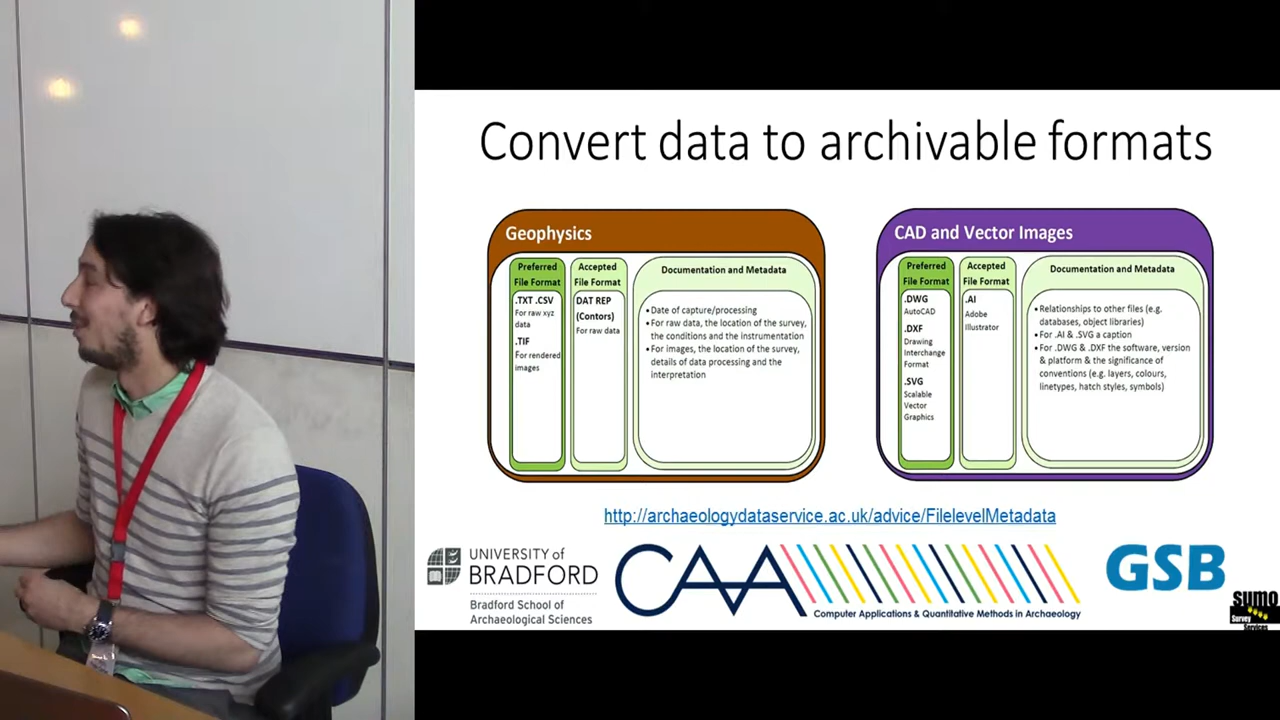 Convert data to archivable formats
Geophysics
Preferred
File Format
.TXT .CSV
For raw xyz
data
.TIF
For rendered
images
Accepted
File Format
DAT REP
(Contors)
For raw data
Documentation and Metadata
•Date of capture/processing
•For raw data, the location of the survey,
the conditions and the instrumentation
•For images, the location of the survey,
details of data processing and the
interpretation
CAD and Vector Images
Preferred
File Format
.DWG
AutoCAD
.DXF
Drawing
Interchange
Format
.SVG
Scalable
Vector
Graphics
Accepted
File Format
.AI
Adobe
Illustrator
Documentation and Metadata
•Relationships to other files (e.g.
databases, object libraries)
•For .AI & .SVG a caption
•For .DWG & .DXF the software, version
& platform & the significance of
conventions (e.g. layers, colours,
linetypes, hatch styles, symbols)
http://archaeologydataservice.ac.uk/advice/FilelevelMetadata
UNIVERSITY of
BRADFORD
Bradford School of
Archaeological Sciences
CAA
Computer Applications & Quantitative Methods in Archaeology
GSB
sumo
Survey
Services